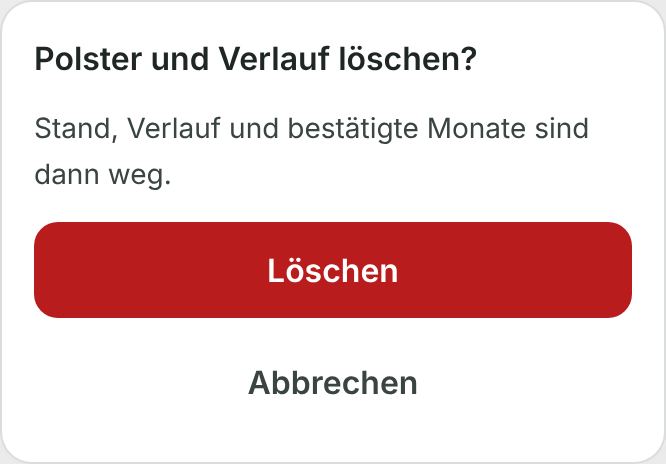 Polster und Verlauf löschen?
Stand, Verlauf und bestätigte Monate sind
dann weg.
Löschen
Abbrechen